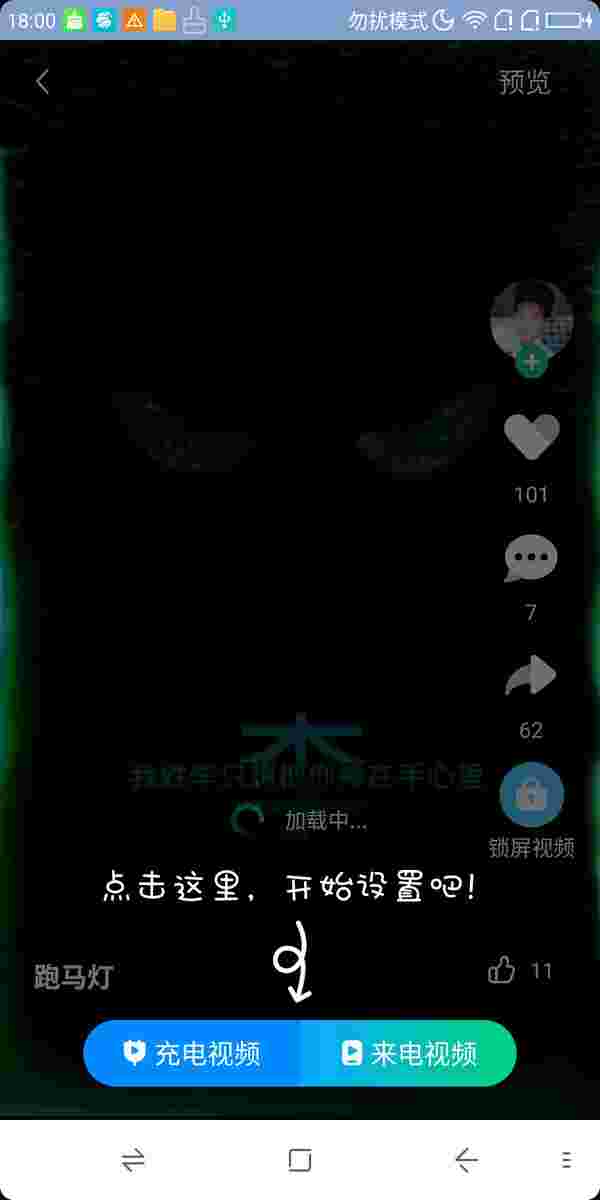 18:00
勿扰模式
预览
101
7
62
加载中...
锁屏视频
点击这里，开始设置吧！
跑马灯
11
充电视频
来电视频